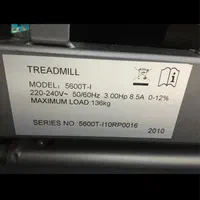 TREADMILL
MODEL: 5600T-I
220-240V~ 50/60Hz 3.00Hp 8.5A 0-12%
MAXIMUM LOAD:136kg
SERIES NO. 5600T-I10RP0016
2010